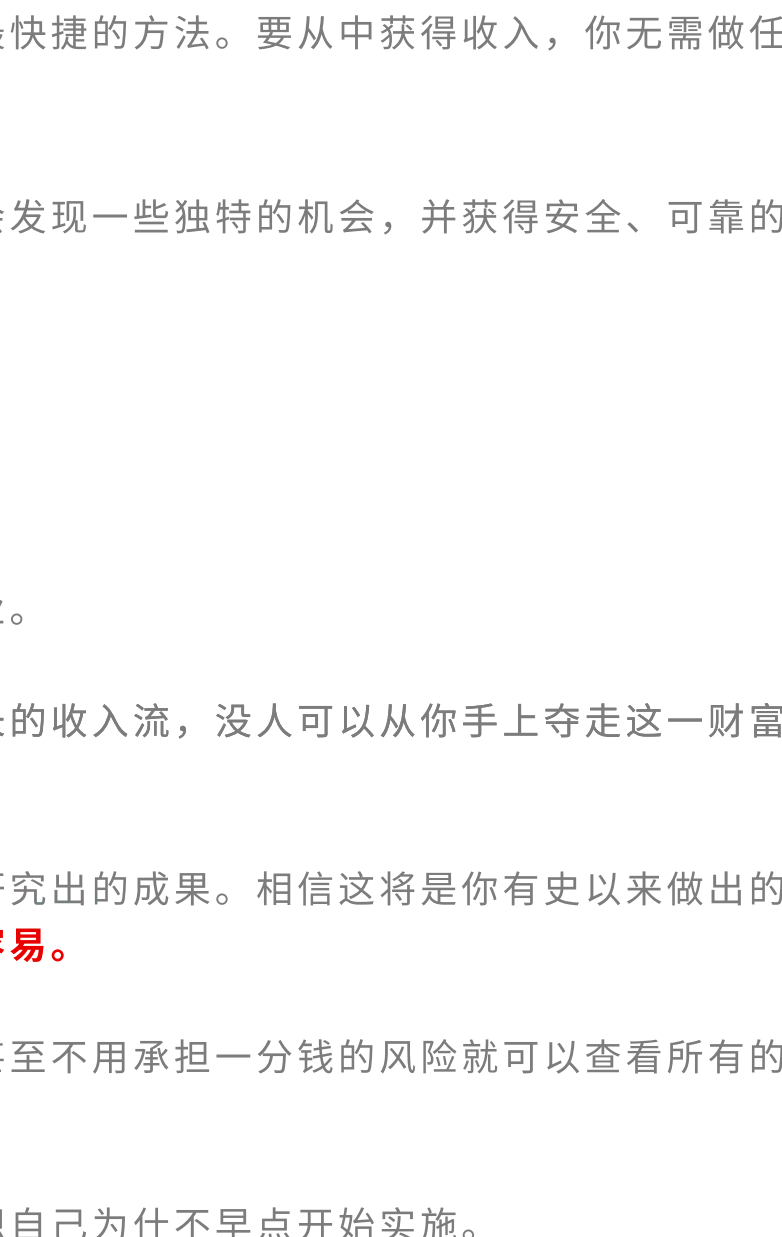 快捷的方法。要从中获得收入，你无需做任
发现一些独特的机会，并获得安全、可靠的
。
的收入流，没人可以从你手上夺走这一财富
究出的成果。相信这将是你有史以来做出的
易。
至不用承担一分钱的风险就可以查看所有的
自己为什不早点开始实施。